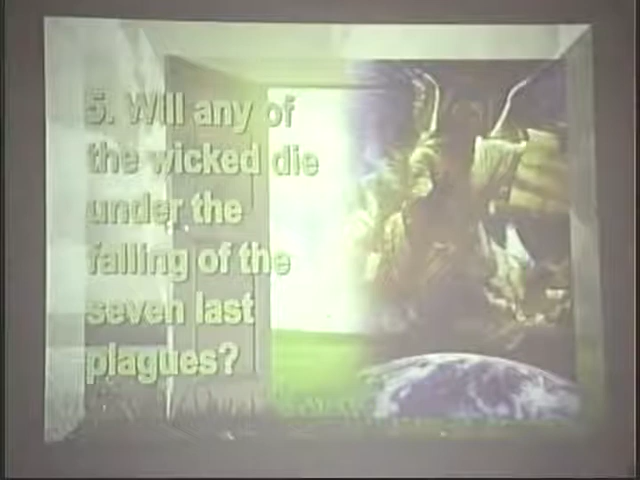 5. Will any of
the wicked die
under the
falling of the
seven last
plagues?